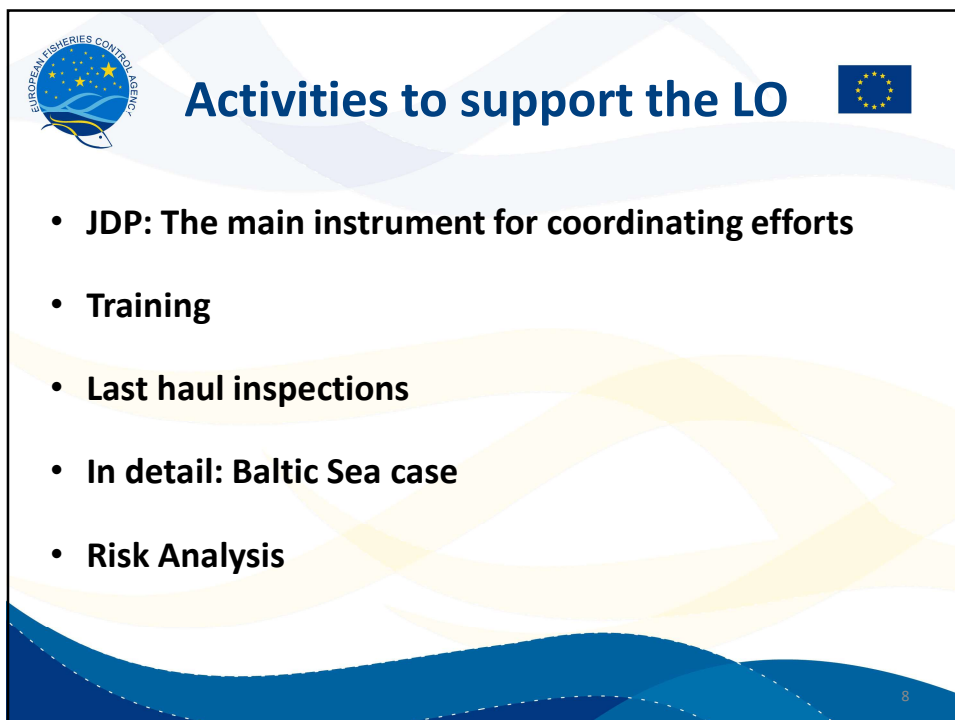 EUROPEAN FISHERIES CONTROL AGENCY
Activities to support the LO
• JDP: The main instrument for coordinating efforts
• Training
• Last haul inspections
• In detail: Baltic Sea case
• Risk Analysis
8